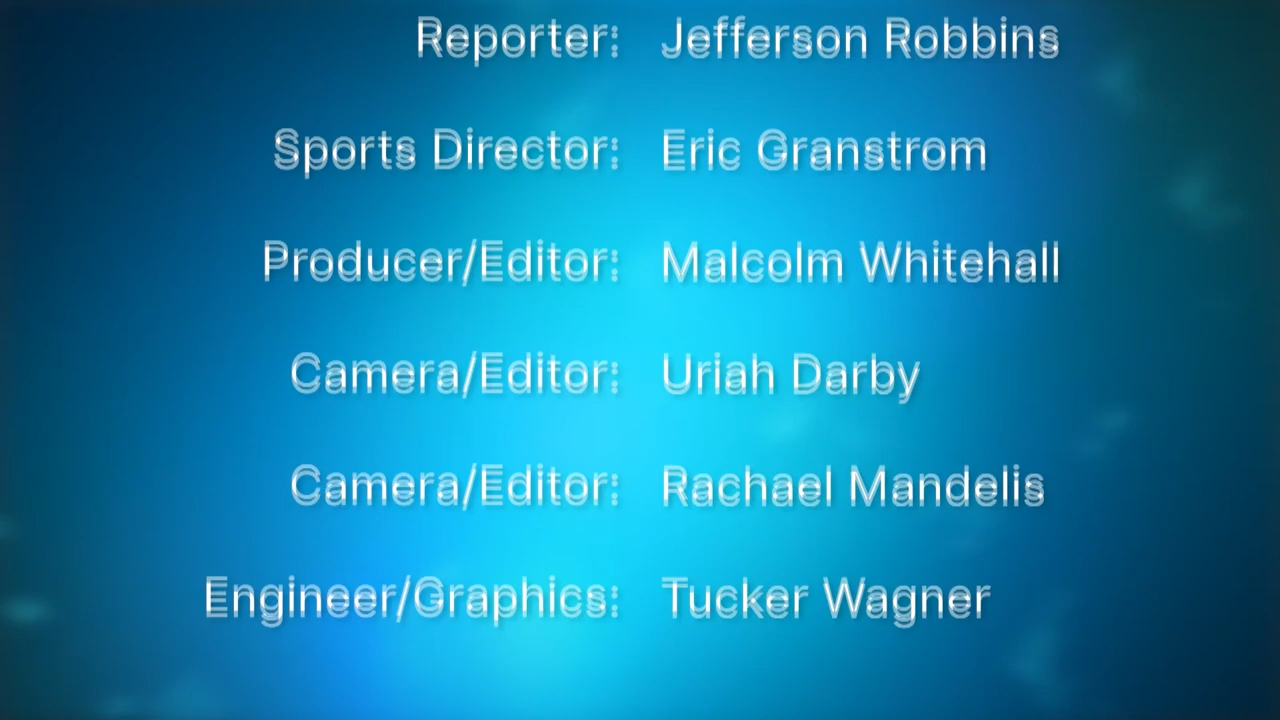 Reporter: Jefferson Robbins
Sports Director: Eric Granstrom
Producer/Editor: Malcolm Whitehall
Camera/Editor: Uriah Darby
Camera/Editor: Rachael Mandelis
Engineer/Graphics: Tucker Wagner